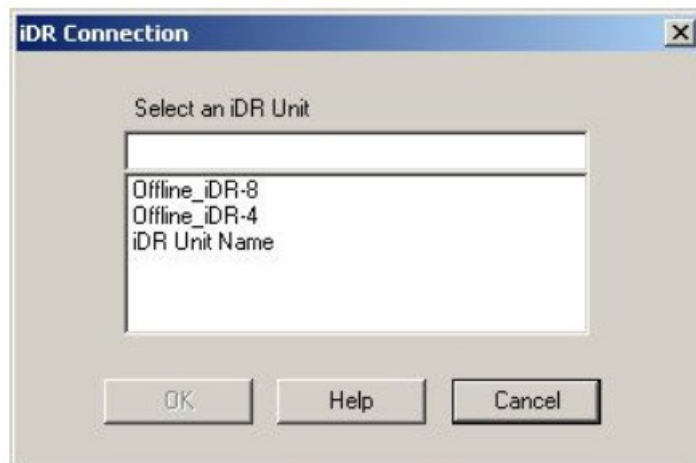 iDR Connection
Select an iDR Unit
Offline_iDR-8
Offline_iDR-4
iDR Unit Name
OK Help Cancel